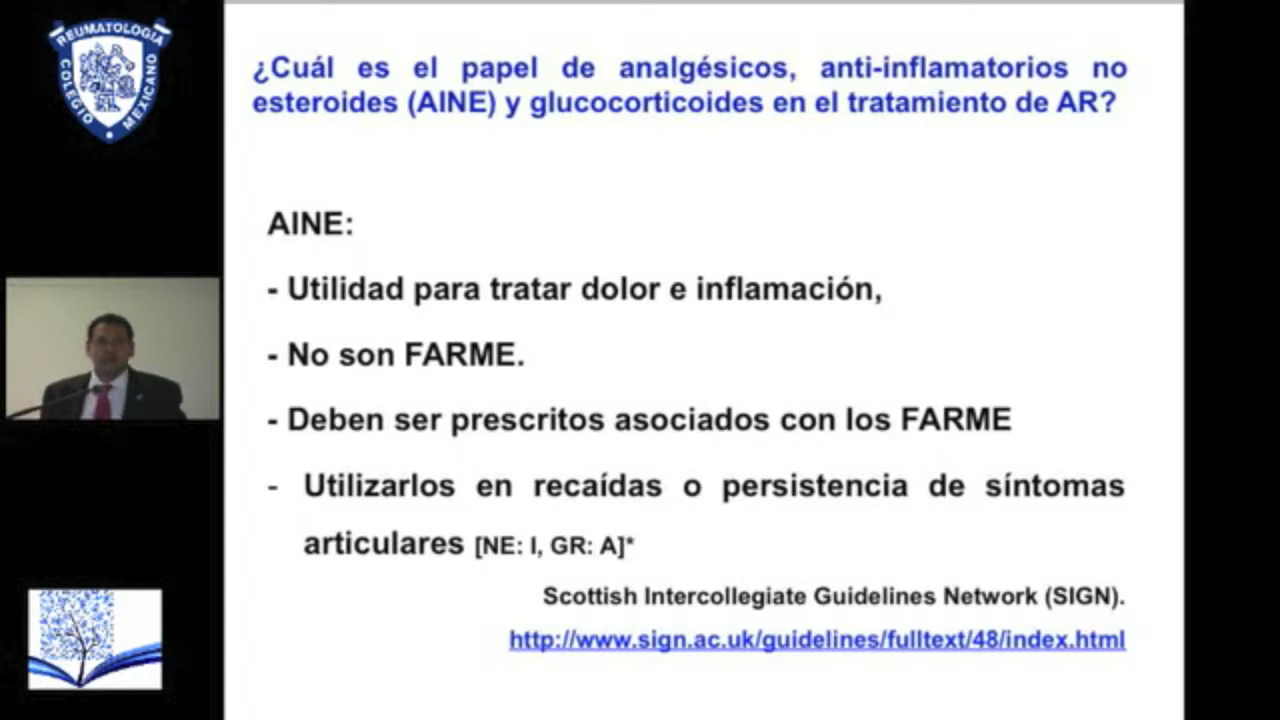 REUMATOLOGIA
COLEGIO
MEXICANO
¿Cuál es el papel de analgésicos, anti-inflamatorios no
esteroides (AINE) y glucocorticoides en el tratamiento de AR?
AINE:
- Utilidad para tratar dolor e inflamación,
- No son FARME.
- Deben ser prescritos asociados con los FARME
- Utilizarlos en recaídas o persistencia de síntomas
articulares [NE: I, GR: A]*
Scottish Intercollegiate Guidelines Network (SIGN).
http://www.sign.ac.uk/guidelines/fulltext/48/index.html